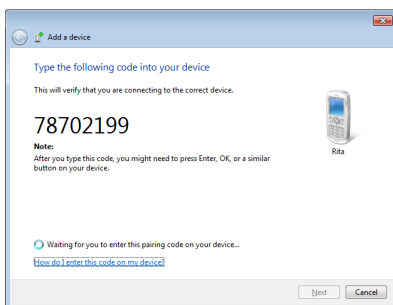 Add a device
Type the following code into your device
This will verify that you are connecting to the correct device.
78702199
Note:
After you type this code, you might need to press Enter, OK, or a similar
button on your device.
Rita
Waiting for you to enter this pairing code on your device...
How do I enter this code on my device?
Next
Cancel